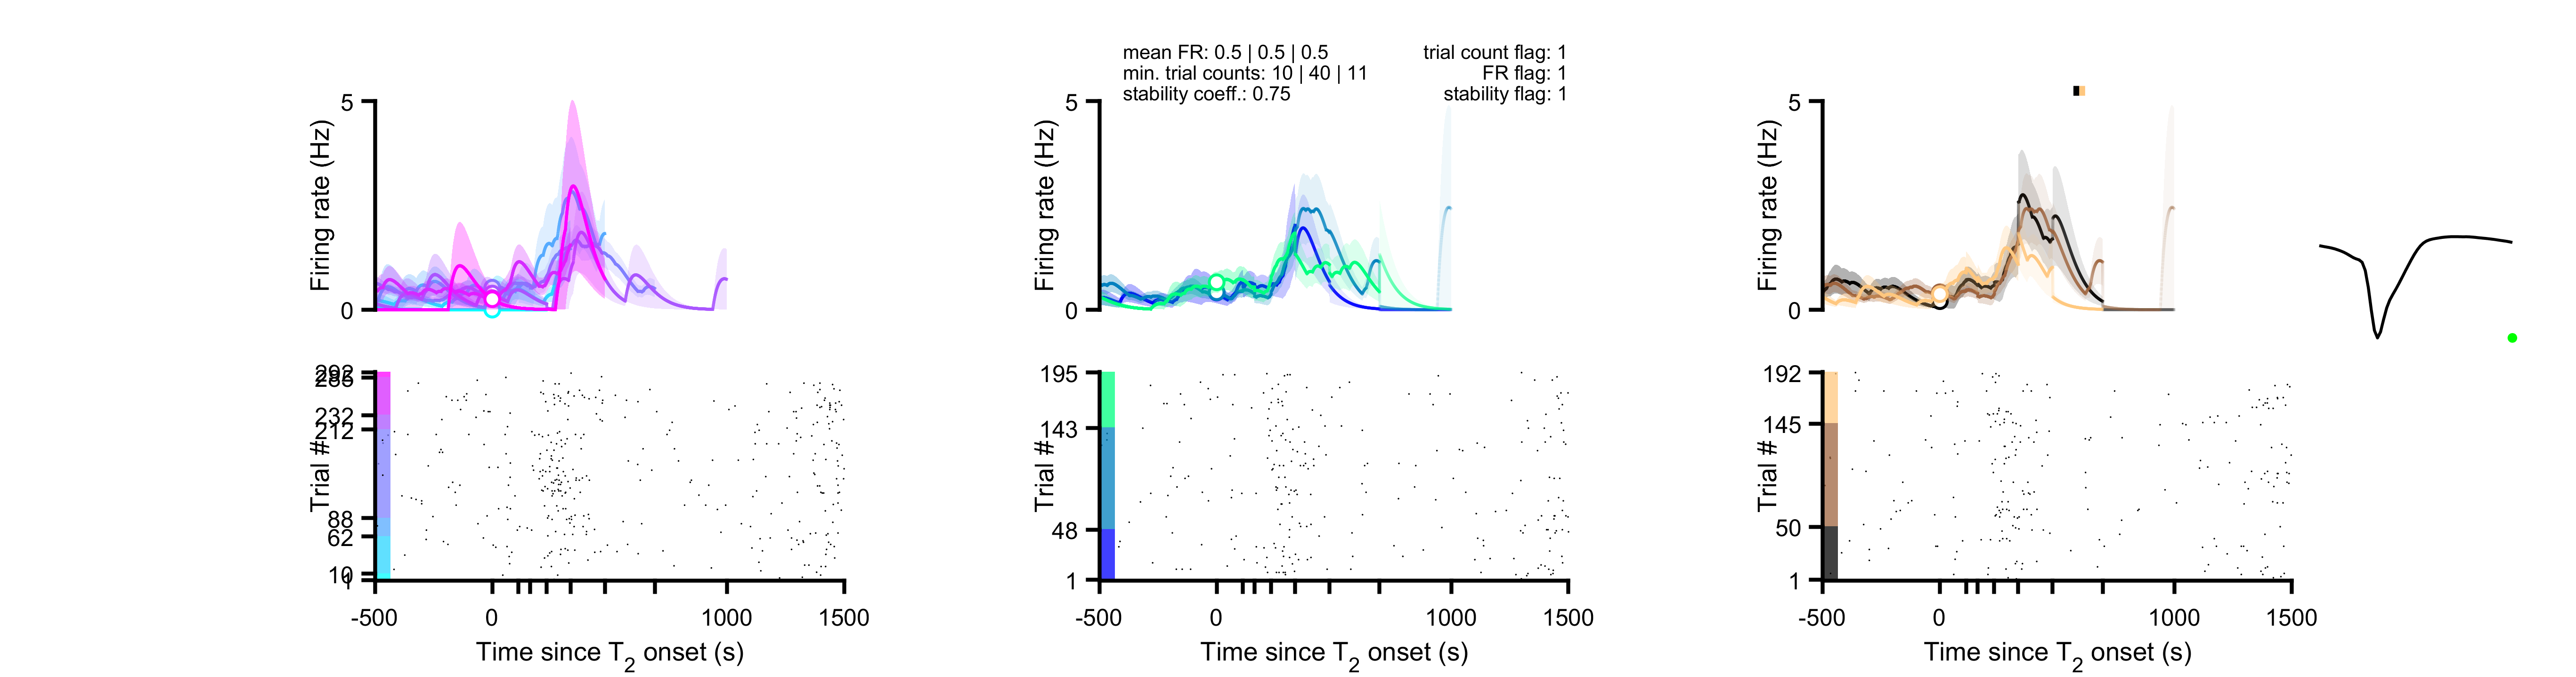 mean FR: 0.5 | 0.5 | 0.5
min. trial counts: 10 | 40 | 11
stability coeff.: 0.75
trial count flag: 1
FR flag: 1
stability flag: 1
5
0
Firing rate (Hz)
5
0
Firing rate (Hz)
5
0
Firing rate (Hz)
232
212
88
62
10
1
Trial #
-500
0
1000
1500
Time since T2 onset (s)
195
143
48
1
Trial #
-500
0
1000
1500
Time since T2 onset (s)
192
145
50
1
Trial #
-500
0
1000
1500
Time since T2 onset (s)